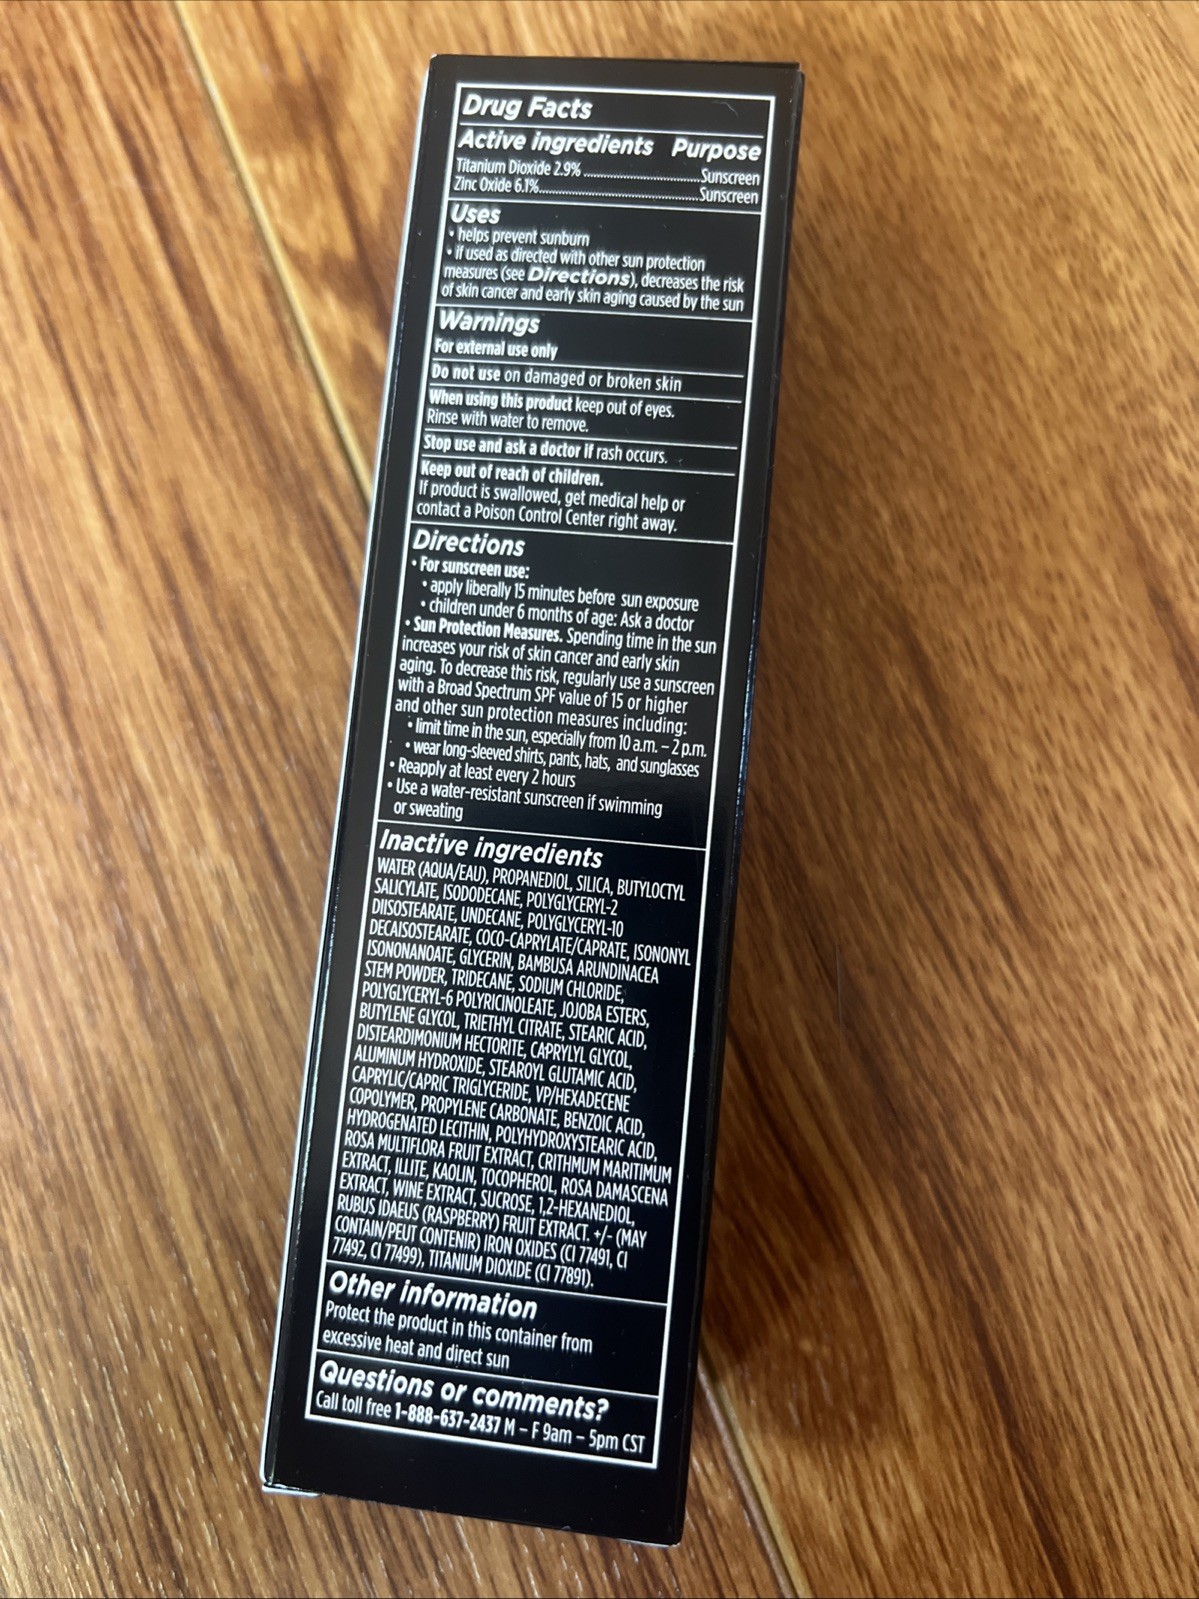 Drug Facts
Active ingredients Purpose
Titanium Dioxide 2.9%..............................Sunscreen
Zinc Oxide 6.1%..........................................Sunscreen
Uses
• helps prevent sunburn
• if used as directed with other sun protection
measures (see Directions), decreases the risk
of skin cancer and early skin aging caused by the sun
Warnings
For external use only
Do not use on damaged or broken skin
When using this product keep out of eyes.
Rinse with water to remove.
Stop use and ask a doctor if rash occurs.
Keep out of reach of children.
If product is swallowed, get medical help or
contact a Poison Control Center right away.
Directions
• For sunscreen use:
• apply liberally 15 minutes before sun exposure
• children under 6 months of age: Ask a doctor
• Sun Protection Measures. Spending time in the sun
increases your risk of skin cancer and early skin
aging. To decrease this risk, regularly use a sunscreen
with a Broad Spectrum SPF value of 15 or higher
and other sun protection measures including:
• limit time in the sun, especially from 10 a.m. – 2 p.m.
• wear long-sleeved shirts, pants, hats, and sunglasses
• Reapply at least every 2 hours
• Use a water-resistant sunscreen if swimming
or sweating
Inactive ingredients
WATER (AQUA/EAU), PROPANEDIOL, SILICA, BUTYLOCTYL
SALICYLATE, ISODODECANE, POLYGLYCERYL-2
DIISOSTEARATE, UNDECANE, POLYGLYCERYL-10
DECAISOSTEARATE, COCO-CAPRYLATE/CAPRATE, ISONONYL
ISONONANOATE, GLYCERIN, BAMBUSA ARUNDINACEA
STEM POWDER, TRIDECANE, SODIUM CHLORIDE,
POLYGLYCERYL-6 POLYRICINOLEATE, JOJOBA ESTERS,
BUTYLENE GLYCOL, TRIETHYL CITRATE, STEARIC ACID,
DISTEARDIMONIUM HECTORITE, CAPRYLYL GLYCOL,
ALUMINUM HYDROXIDE, STEAROYL GLUTAMIC ACID,
CAPRYLIC/CAPRIC TRIGLYCERIDE, VP/HEXADECENE
COPOLYMER, PROPYLENE CARBONATE, BENZOIC ACID,
HYDROGENATED LECITHIN, POLYHYDROXYSTEARIC ACID,
ROSA MULTIFLORA FRUIT EXTRACT, CRITHMUM MARITIMUM
EXTRACT, ILLITE, KAOLIN, TOCOPHEROL, ROSA DAMASCENA
EXTRACT, WINE EXTRACT, SUCROSE, 1,2-HEXANEDIOL,
RUBUS IDAEUS (RASPBERRY) FRUIT EXTRACT. +/- (MAY
CONTAIN/PEUT CONTENIR) IRON OXIDES (CI 77491, CI
77492, CI 77499), TITANIUM DIOXIDE (CI 77891).
Other information
Protect the product in this container from
excessive heat and direct sun
Questions or comments?
Call toll free 1-888-637-2437 M – F 9am – 5pm CST